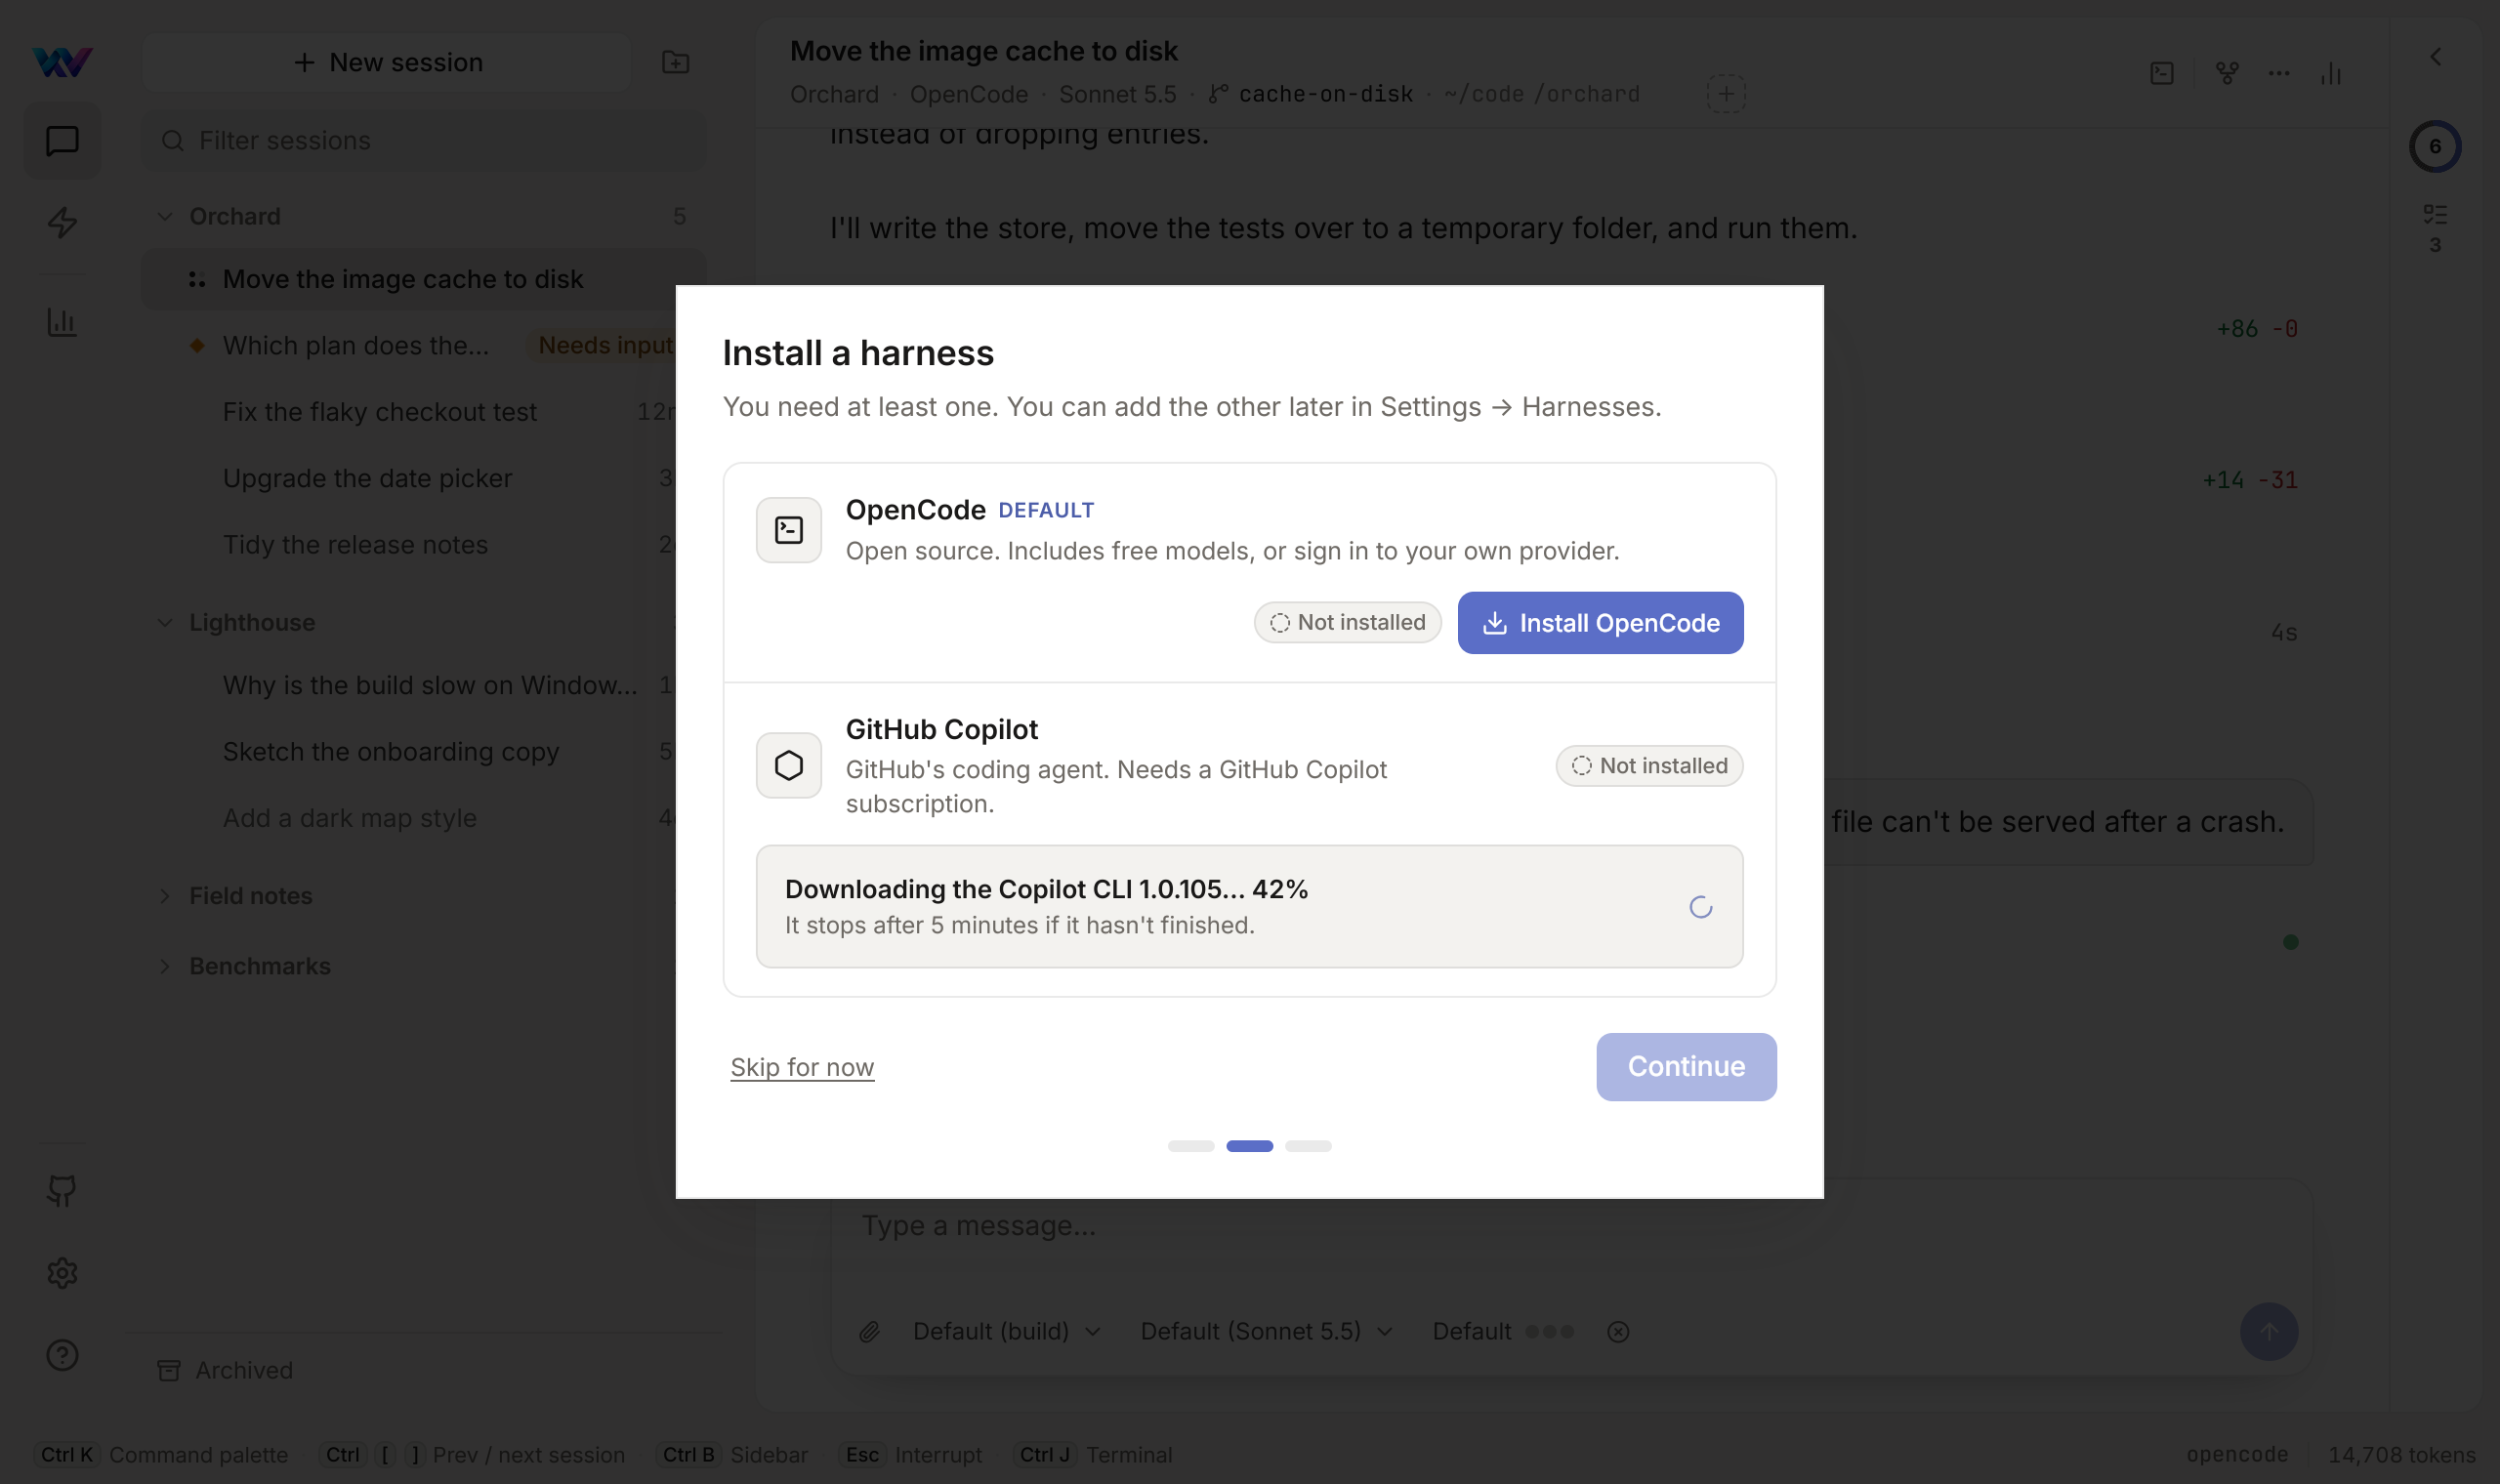 New session
Move the image cache to disk
Orchard · OpenCode · Sonnet 5.5 · cache-on-disk · ~/code/orchard
Filter sessions
6
3
Orchard 5
Move the image cache to disk
Which plan does the... Needs input
Fix the flaky checkout test
Upgrade the date picker
Tidy the release notes
Lighthouse
Why is the build slow on Window...
Sketch the onboarding copy
Add a dark map style
Field notes
Benchmarks
Archived
instead of dropping entries.
I'll write the store, move the tests over to a temporary folder, and run them.
+86 -0
+14 -31
4s
file can't be served after a crash.
Install a harness
You need at least one. You can add the other later in Settings → Harnesses.
OpenCode DEFAULT
Open source. Includes free models, or sign in to your own provider.
Not installed
Install OpenCode
GitHub Copilot
GitHub's coding agent. Needs a GitHub Copilot
subscription.
Not installed
Downloading the Copilot CLI 1.0.105... 42%
It stops after 5 minutes if it hasn't finished.
Skip for now
Continue
Type a message...
Default (build) Default (Sonnet 5.5) Default
Ctrl K Command palette Ctrl [ ] Prev / next session Ctrl B Sidebar Esc Interrupt Ctrl J Terminal
opencode 14,708 tokens